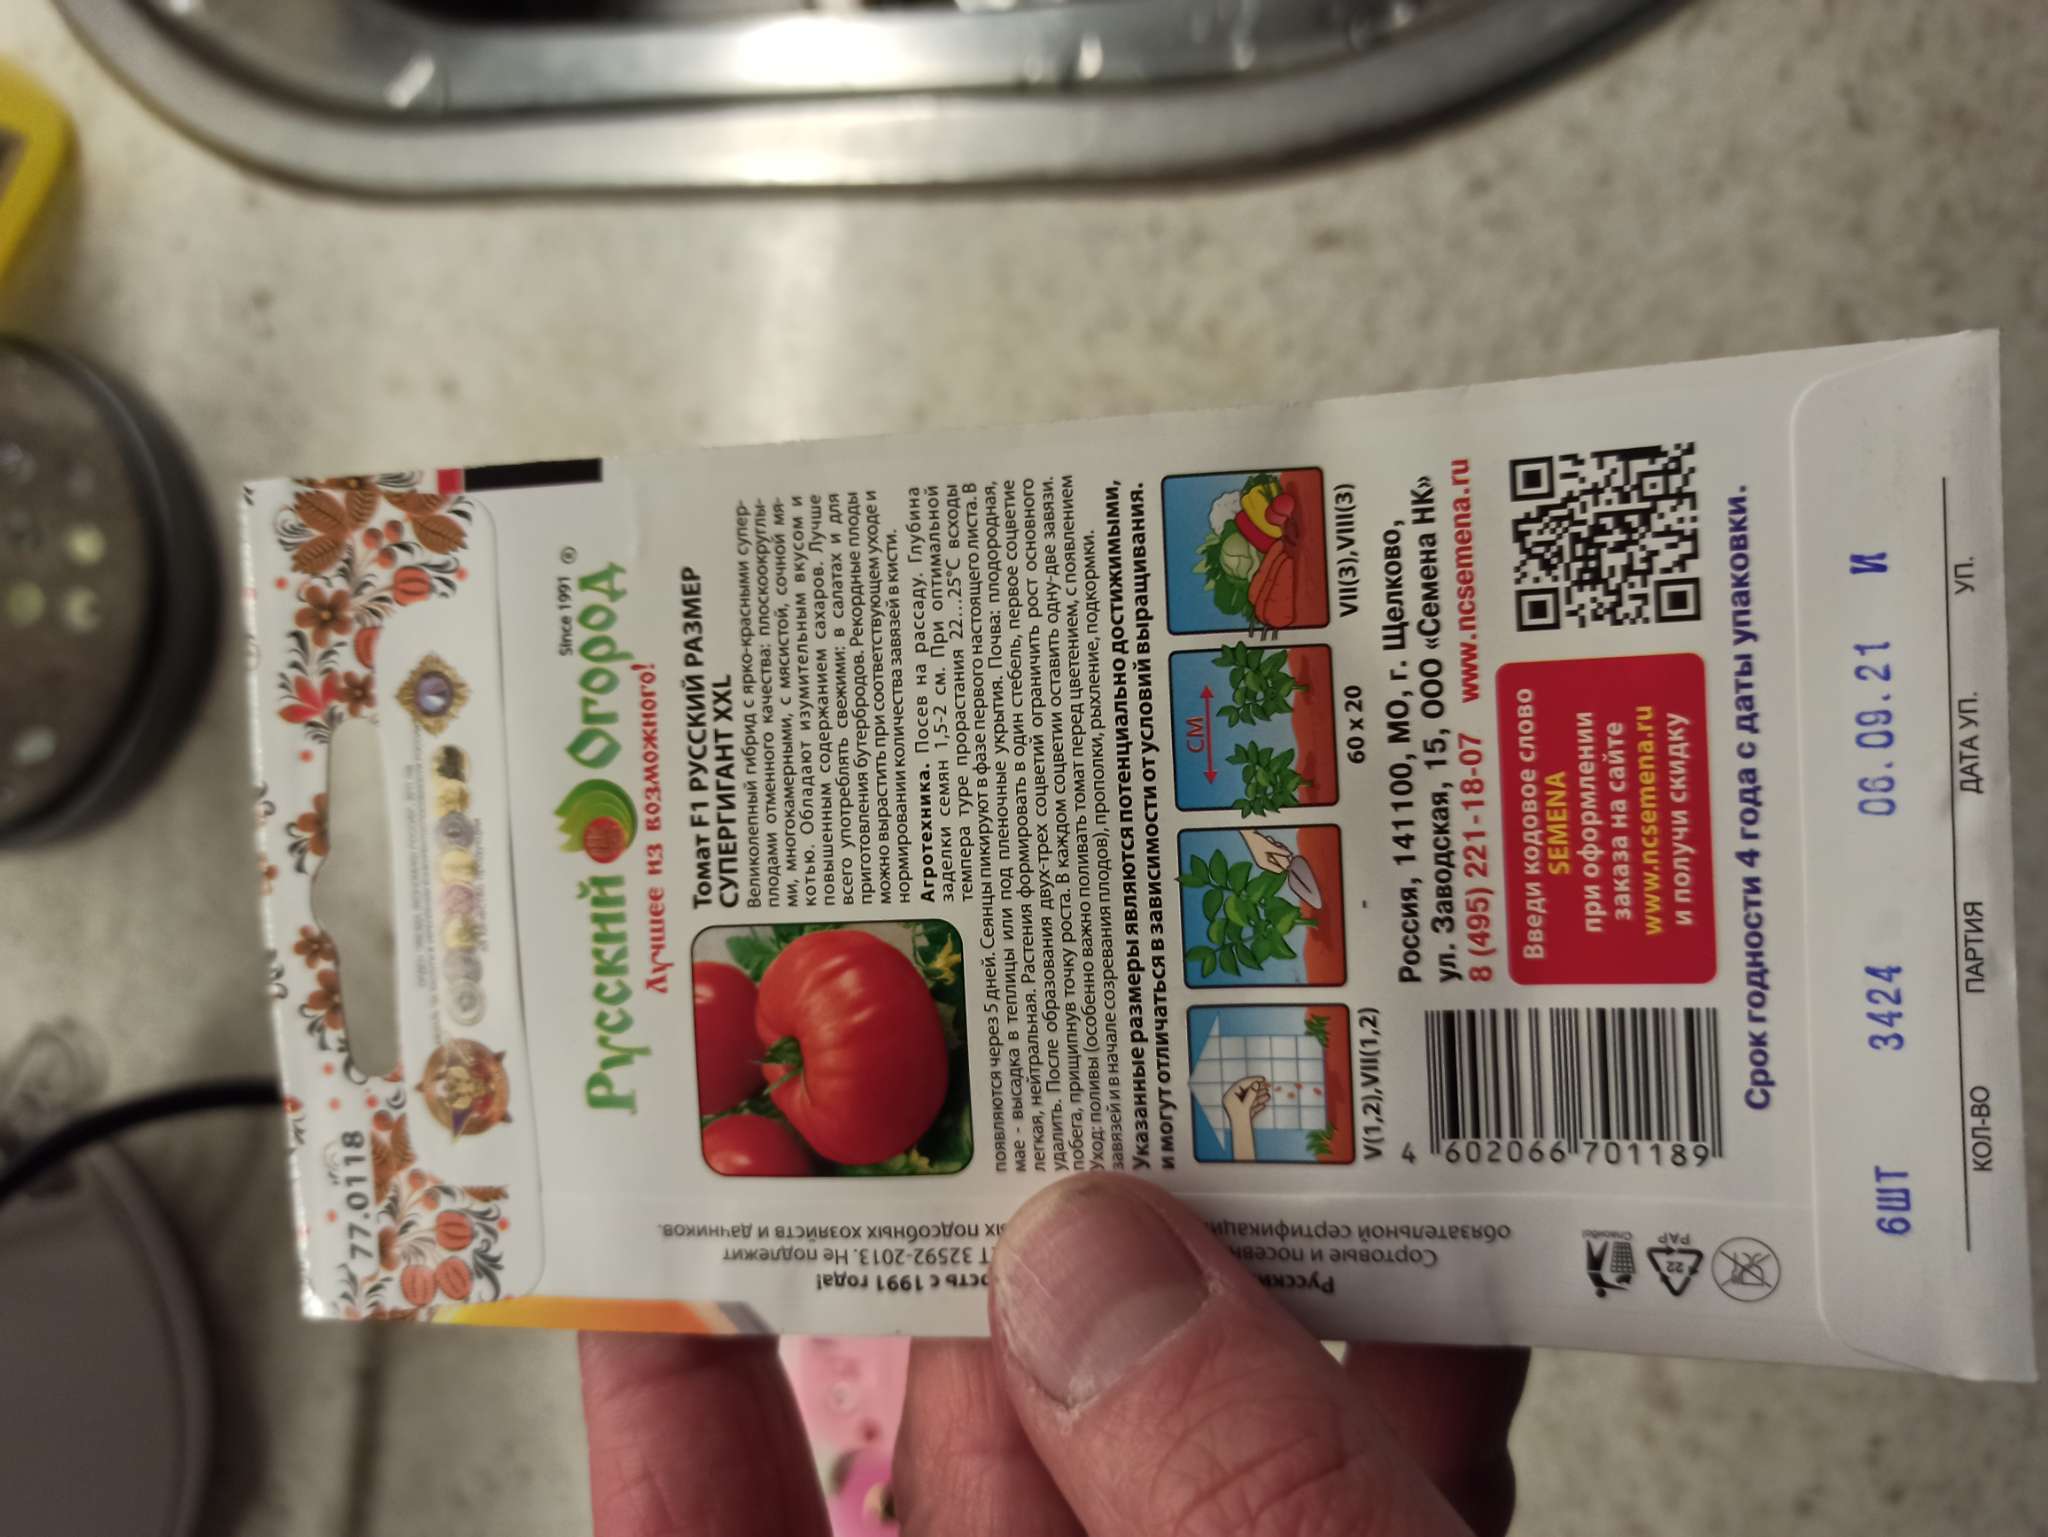 77.0118
Since 1991 ®
Русский Огород
Лучшее из возможного!
Томат F1 РУССКИЙ РАЗМЕР
СУПЕРГИГАНТ XXL
Великолепный гибрид с ярко-красными супер-
плодами отменного качества: плоскоокруглы-
ми, многокамерными, с мясистой, сочной мя-
котью. Обладают изумительным вкусом и
повышенным содержанием сахаров. Лучше
всего употреблять свежими: в салатах и для
приготовления бутербродов. Рекордные плоды
можно вырастить при соответствующем уходе и
нормировании количества завязей в кисти.
Агротехника. Посев на рассаду. Глубина
заделки семян 1,5-2 см. При оптимальной
темпера туре прорастания 22....25°С всходы
появляются через 5 дней. Сеянцы пикируют в фазе первого настоящего листа. В
мае - высадка в теплицы или под пленочные укрытия. Почва: плодородная,
легкая, нейтральная. Растения формировать в один стебель, первое соцветие
удалить. После образования двух-трех соцветий ограничить рост основного
побега, прищипнув точку роста. В каждом соцветии оставить одну-две завязи.
Уход: поливы (особенно важно поливать томат перед цветением, с появлением
завязей и в начале созревания плодов), прополки, рыхление, подкормки.
Указанные размеры являются потенциально достижимыми,
и могут отличаться в зависимости от условий выращивания.
СМ
V(1,2),VII(1,2) - 60 x 20 VII(3),VIII(3)
4 602066 701189
Россия, 141100, МО, г. Щелково,
ул. Заводская, 15, ООО «Семена НК»
8 (495) 2221-18-07 www.ncsemena.ru
Введи кодовое слово
SEMENA
при оформлении
заказа на сайте
www.ncsemena.ru
и получи скидку
Срок годности 4 года с даты упаковки.
6ШТ 3424 06.09.21 И
КОЛ-ВО ПАРТИЯ ДАТА УП. УП.
Русски ость с 1991 года!
Сортовые и посевн Т 32592-2013. Не подлежит
обязательной сертификаци ых подсобных хозяйств и дачников.
Спасибо!
22
PAP